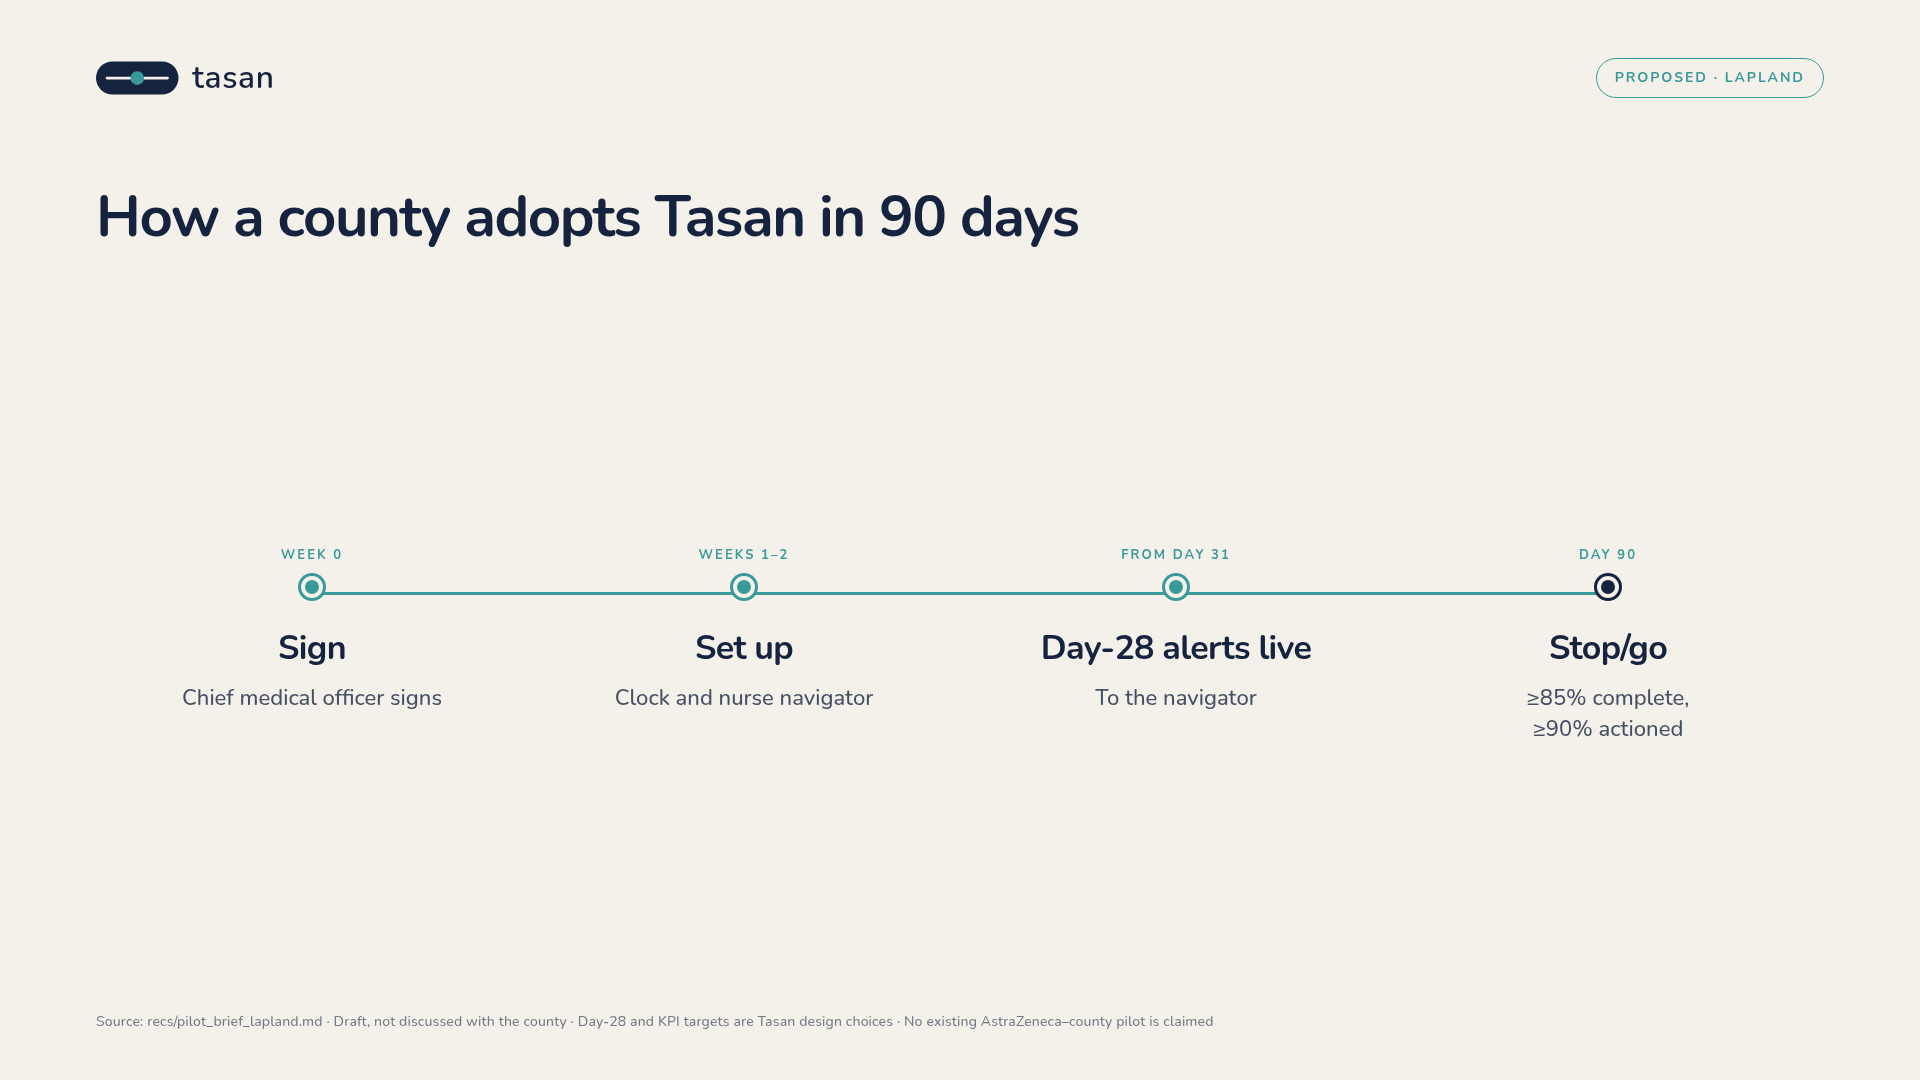 tasan
PROPOSED · LAPLAND
How a county adopts Tasan in 90 days
WEEK 0
Sign
Chief medical officer signs
WEEKS 1–2
Set up
Clock and nurse navigator
FROM DAY 31
Day-28 alerts live
To the navigator
DAY 90
Stop/go
≥85% complete,
≥90% actioned
Source: recs/pilot_brief_lapland.md · Draft, not discussed with the county · Day-28 and KPI targets are Tasan design choices · No existing AstraZeneca–county pilot is claimed